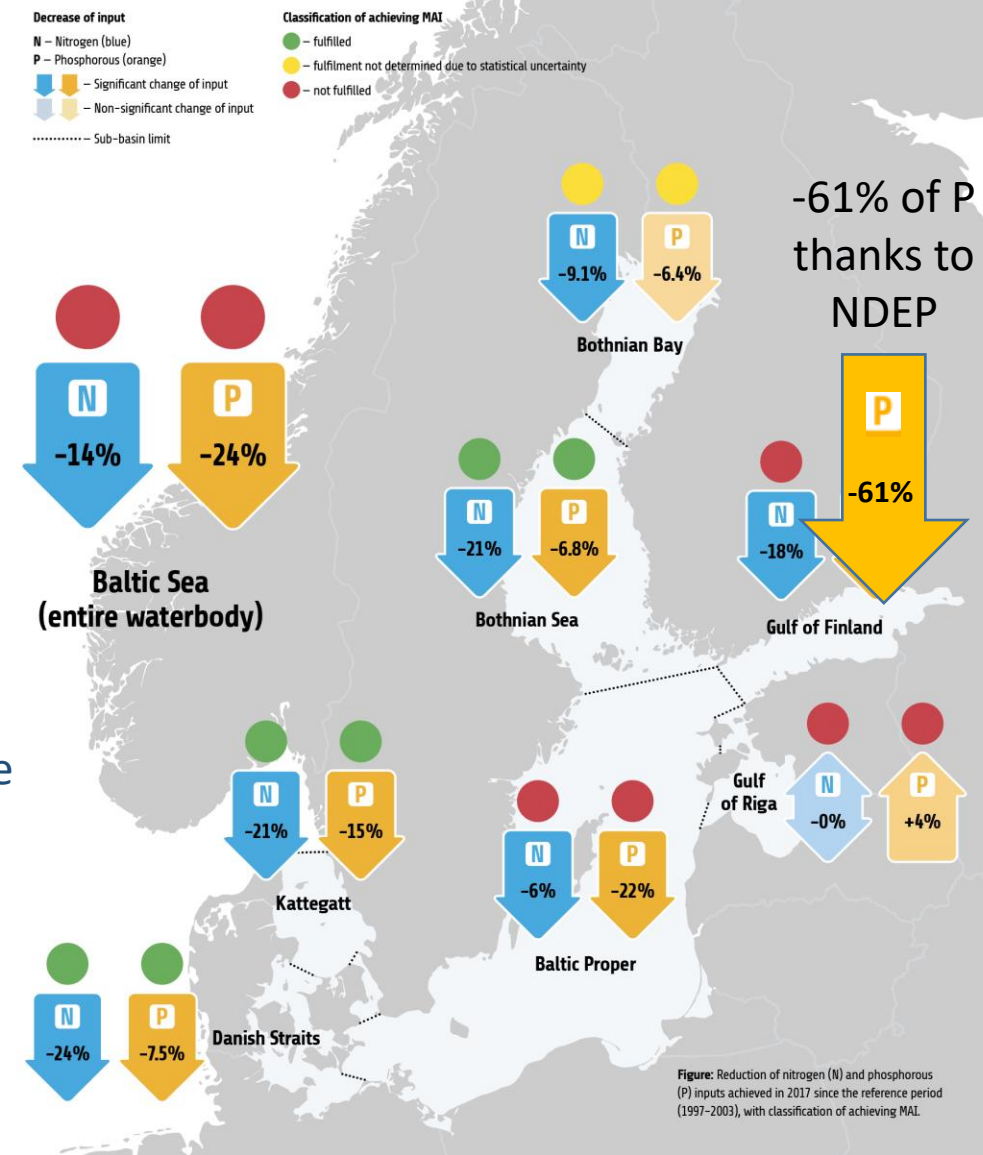 Decrease of input
N – Nitrogen (blue)
P – Phosphorous (orange)
– Significant change of input
– Non-significant change of input
– Sub-basin limit
Classification of achieving MAI
– fulfilled
– fulfilment not determined due to statistical uncertainty
– not fulfilled
-61% of P
thanks to
NDEP
N
-9.1%
P
-6.4%
Bothnian Bay
N
-14%
P
-24%
Baltic Sea
(entire waterbody)
N
-21%
P
-6.8%
Bothnian Sea
N
-18%
P
-61%
Gulf of Finland
e
N
-21%
P
-15%
Kattegatt
N
-6%
P
-22%
Baltic Proper
Gulf
of Riga
N
-0%
P
+4%
N
-24%
P
-7.5%
Danish Straits
Figure: Reduction of nitrogen (N) and phosphorous
(P) inputs achieved in 2017 since the reference period
(1997–2003), with classification of achieving MAI.